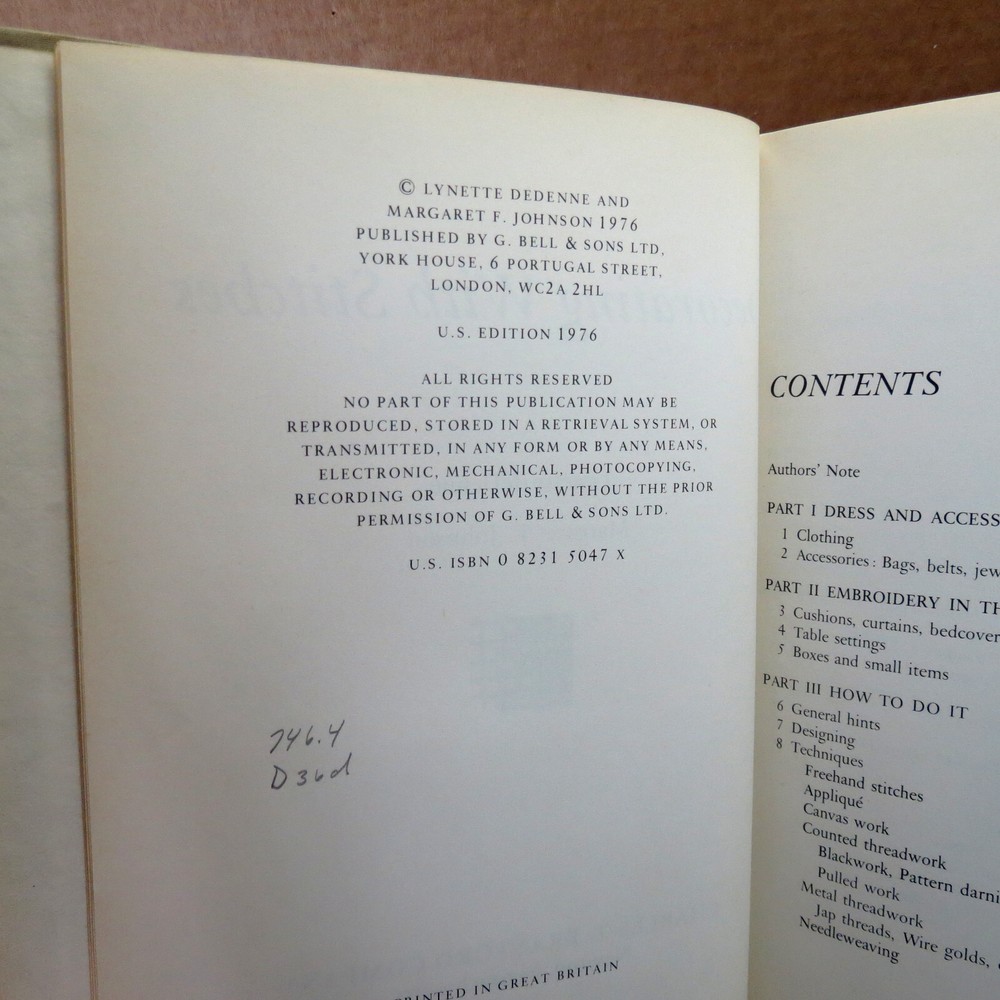 © LYNETTE DEDENNE AND
MARGARET F. JOHNSON 1976
PUBLISHED BY G. BELL & SONS LTD,
YORK HOUSE, 6 PORTUGAL STREET,
LONDON, WC2A 2HL
U.S. EDITION 1976
ALL RIGHTS RESERVED
NO PART OF THIS PUBLICATION MAY BE
REPRODUCED, STORED IN A RETRIEVAL SYSTEM, OR
TRANSMITTED, IN ANY FORM OR BY ANY MEANS,
ELECTRONIC, MECHANICAL, PHOTOCOPYING,
RECORDING OR OTHERWISE, WITHOUT THE PRIOR
PERMISSION OF G. BELL & SONS LTD.
U.S. ISBN 0 8231 5047 X
746.4
D36d
PRINTED IN GREAT BRITAIN
CONTENTS
Authors' Note
PART I DRESS AND ACCESS
1 Clothing
2 Accessories: Bags, belts, jew
PART II EMBROIDERY IN TH
3 Cushions, curtains, bedcover
4 Table settings
5 Boxes and small items
PART III HOW TO DO IT
6 General hints
7 Designing
8 Techniques
Freehand stitches
Appliqué
Canvas work
Counted threadwork
Blackwork, Pattern darni
Pulled work
Metal threadwork
Jap threads, Wire golds,
Needleweaving